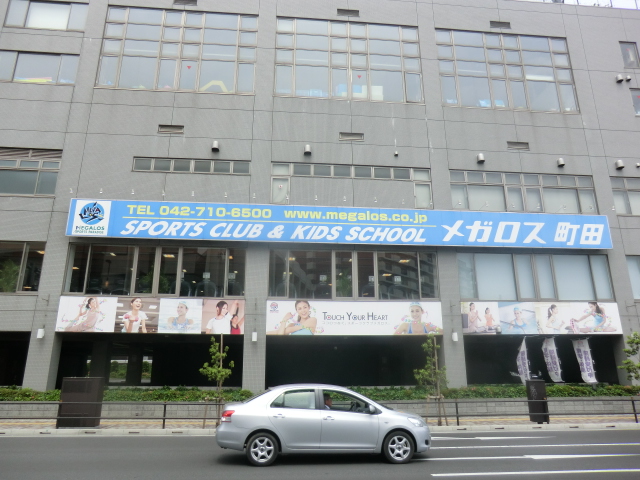 MEGALOS
TEL 042-710-6500 www.megalos.co.jp
SPORTS CLUB & KIDS SCHOOL メガロス 町田
TOUCH YOUR HEART